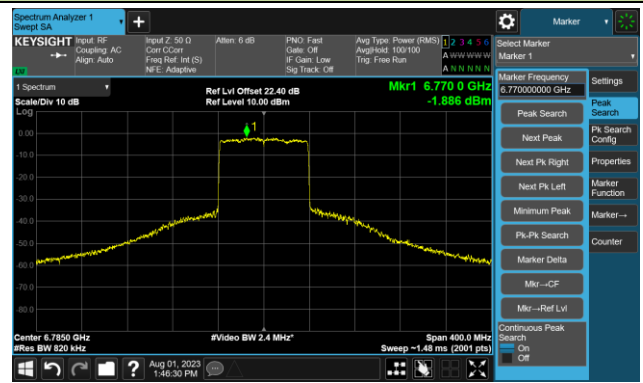 Spectrum Analyzer 1
Swept SA
Marker
KEYSIGHT
Input: RF
Coupling: AC
Align: Auto
Input Z: 50 Ω
Corr CCorr
Freq Ref: Int (S)
NFE: Adaptive
Atten: 6 dB
PNO: Fast
Gate: Off
IF Gain: Low
Sig Track: Off
Avg Type: Power (RMS)
Avg|Hold: 100/100
Trig: Free Run
1 2 3 4 5 6
A W W W W W
A N N N N N
LV
Select Marker
Marker 1
1 Spectrum
Scale/Div 10 dB
Log
Ref Lvl Offset 22.40 dB
Ref Level 10.00 dBm
Mkr1 6.770 0 GHz
-1.886 dBm
1
0.00
-10.0
-20.0
-30.0
-40.0
-50.0
-60.0
-70.0
-80.0
Center 6.7850 GHz
#Res BW 820 kHz
#Video BW 2.4 MHz*
Span 400.0 MHz
Sweep ~1.48 ms (2001 pts)
Marker Frequency
6.770000000 GHz
Peak Search
Next Peak
Next Pk Right
Next Pk Left
Minimum Peak
Pk-Pk Search
Marker Delta
Mkr→CF
Mkr→Ref Lvl
Continuous Peak
Search
On
Off
Settings
Peak
Search
Pk Search
Config
Properties
Marker
Function
Marker→
Counter
Aug 01, 2023
1:46:30 PM